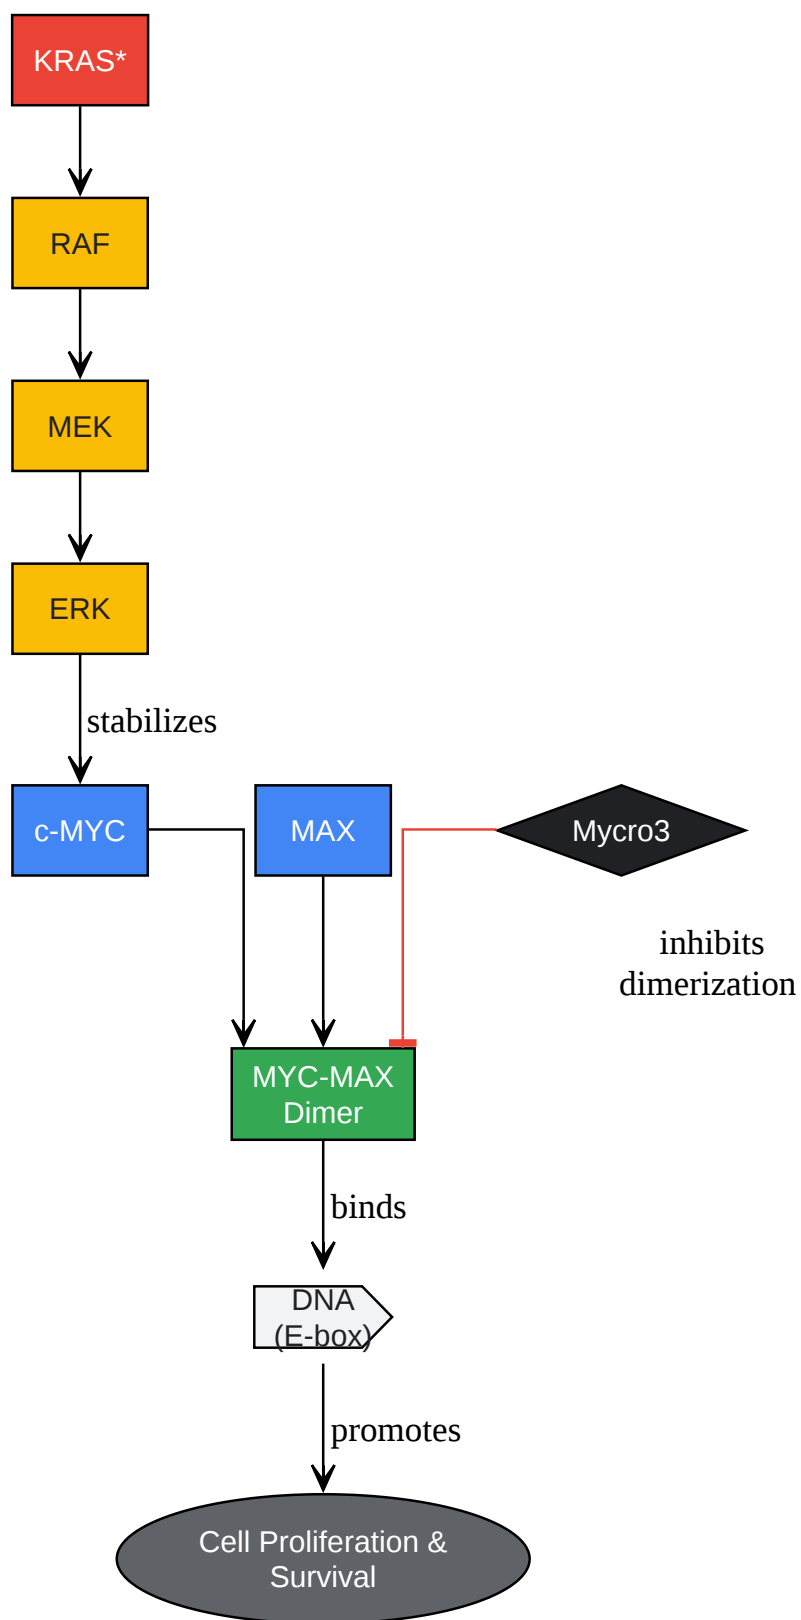 KRAS*
RAF
MEK
ERK
stabilizes
c-MYC
MAX
Mycro3
inhibits
dimerization
MYC-MAX
Dimer
binds
DNA
(E-box)
promotes
Cell Proliferation &
Survival